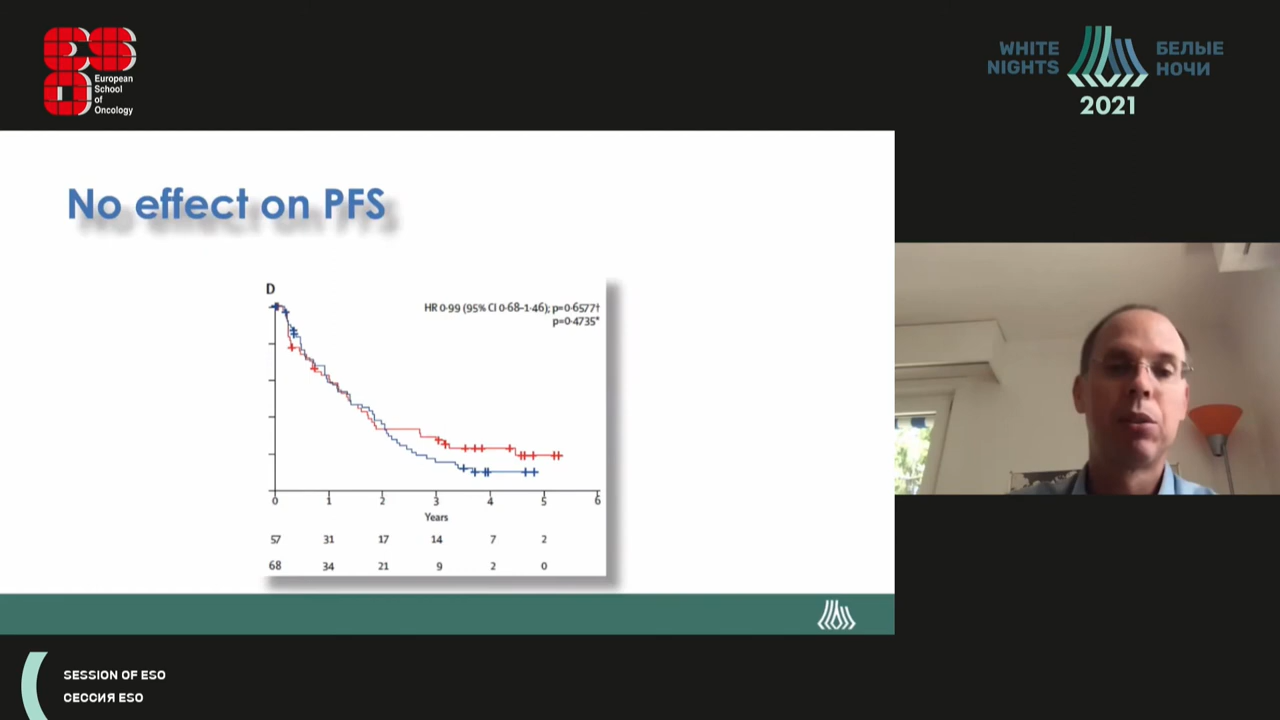 European
School
of
Oncology
WHITE
NIGHTS
БЕЛЫЕ
НОЧИ
2021
No effect on PFS
D
HR 0·99 (95% CI 0·68–1·46); p=0·6577†
p=0·4735*
0 1 2 3 4 5 6
Years
57 31 17 14 7 2
68 34 21 9 2 0
SESSION OF ESO
СЕССИЯ ESO